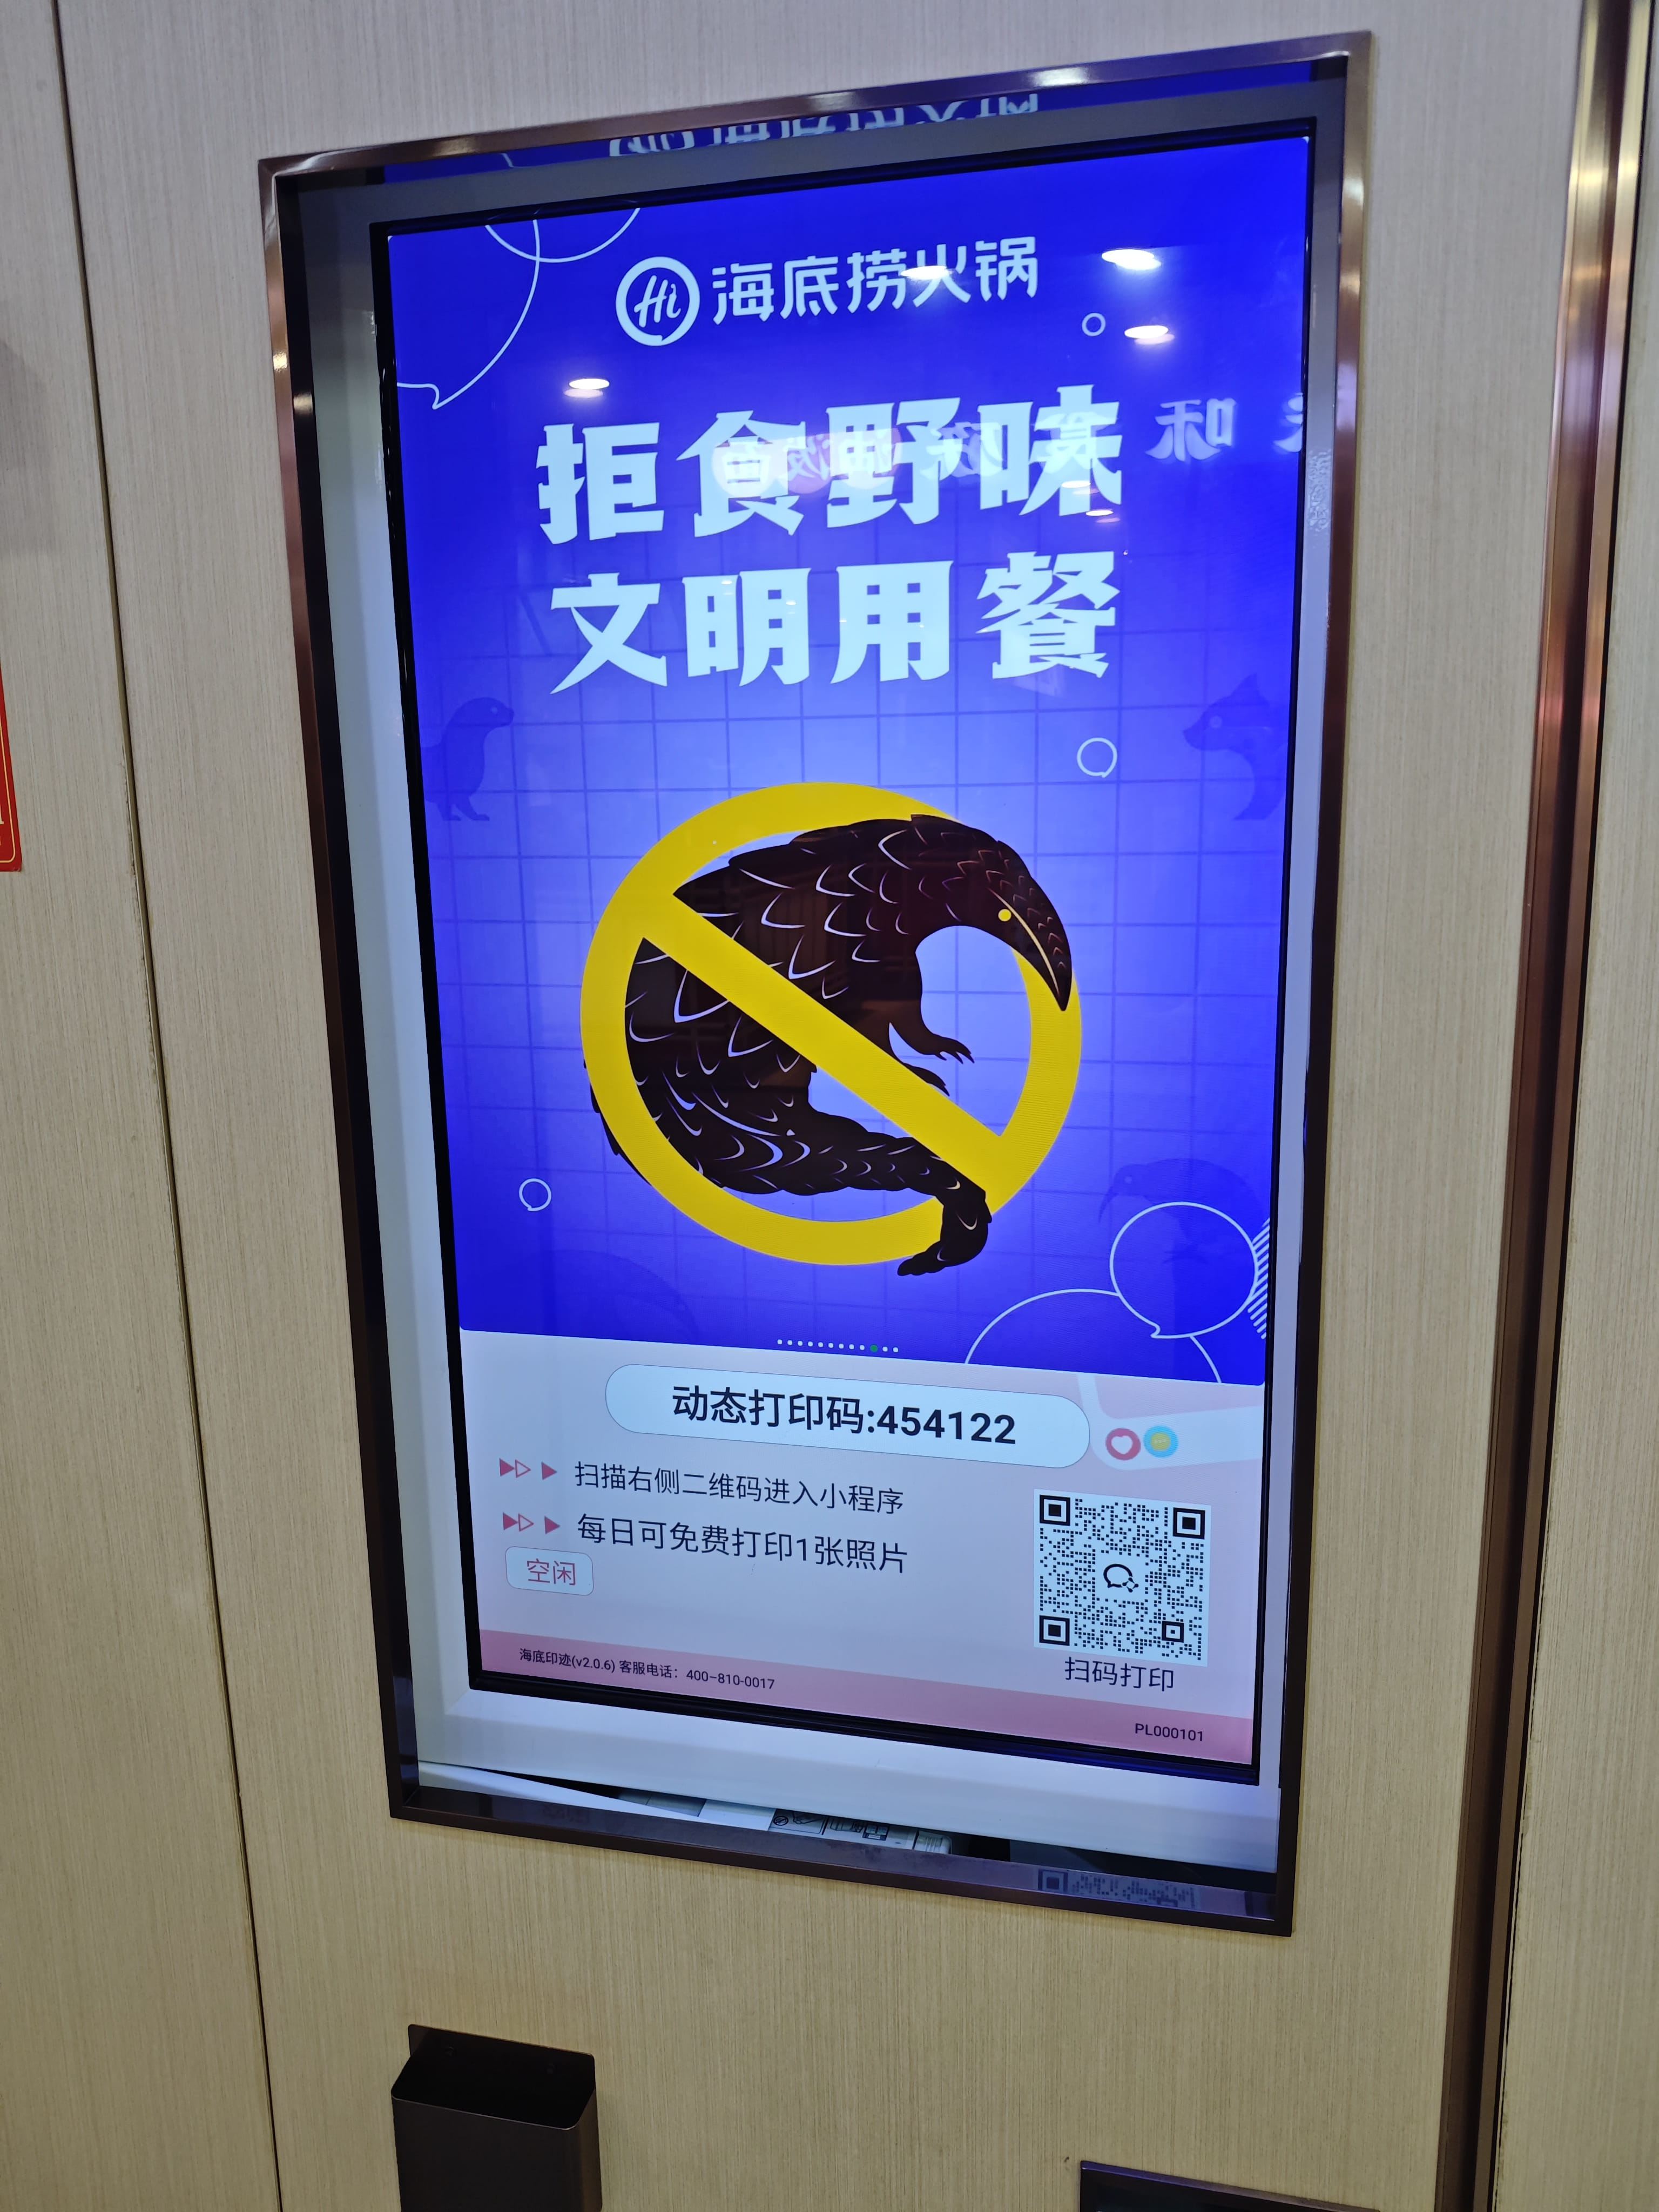 Hi 海底捞火锅
拒食野味
文明用餐
动态打印码:454122
扫描右侧二维码进入小程序
每日可免费打印1张照片
空闲
扫码打印
海底印迹(v2.0.6) 客服电话：400-810-0017
PL000101